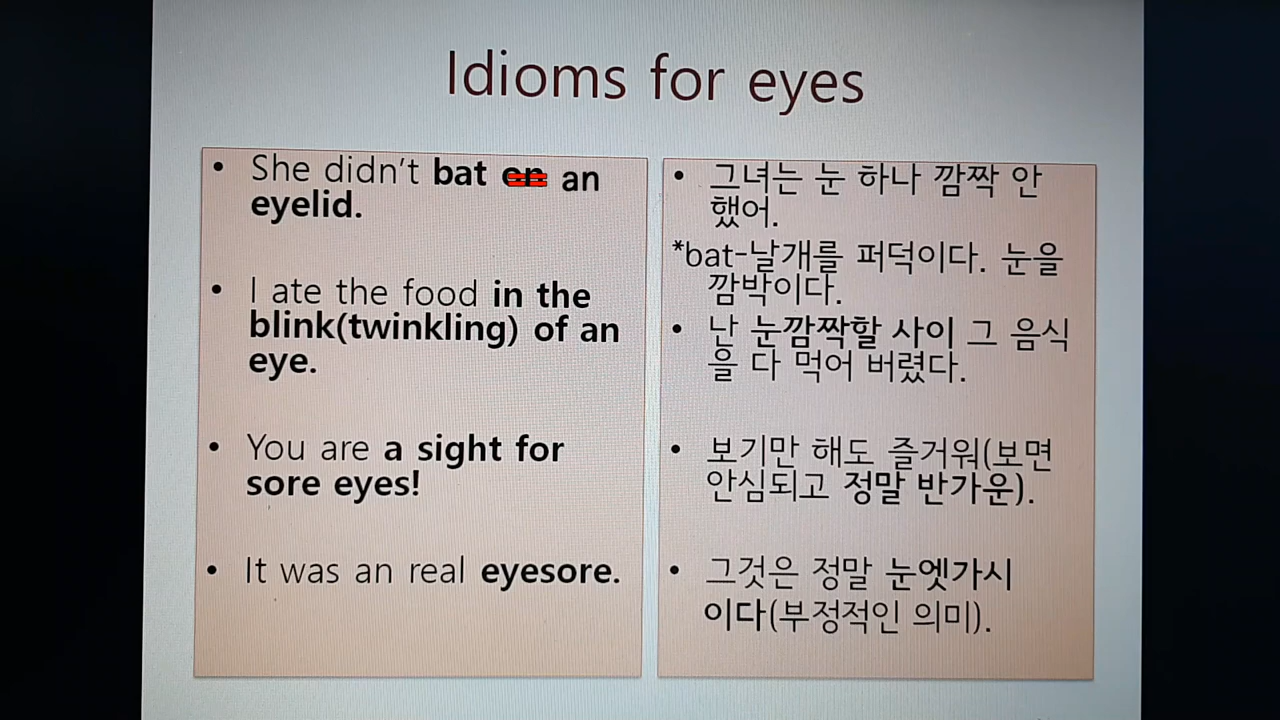 Idioms for eyes
• She didn't bat on an
eyelid.
• I ate the food in the
blink(twinkling) of an
eye.
• You are a sight for
sore eyes!
• It was an real eyesore.
• 그녀는 눈 하나 깜짝 안
했어.
*bat-날개를 퍼덕이다. 눈을
깜박이다.
• 난 눈깜짝할 사이 그 음식
을 다 먹어 버렸다.
• 보기만 해도 즐거워(보면
안심되고 정말 반가운).
• 그것은 정말 눈엣가시
이다(부정적인 의미).